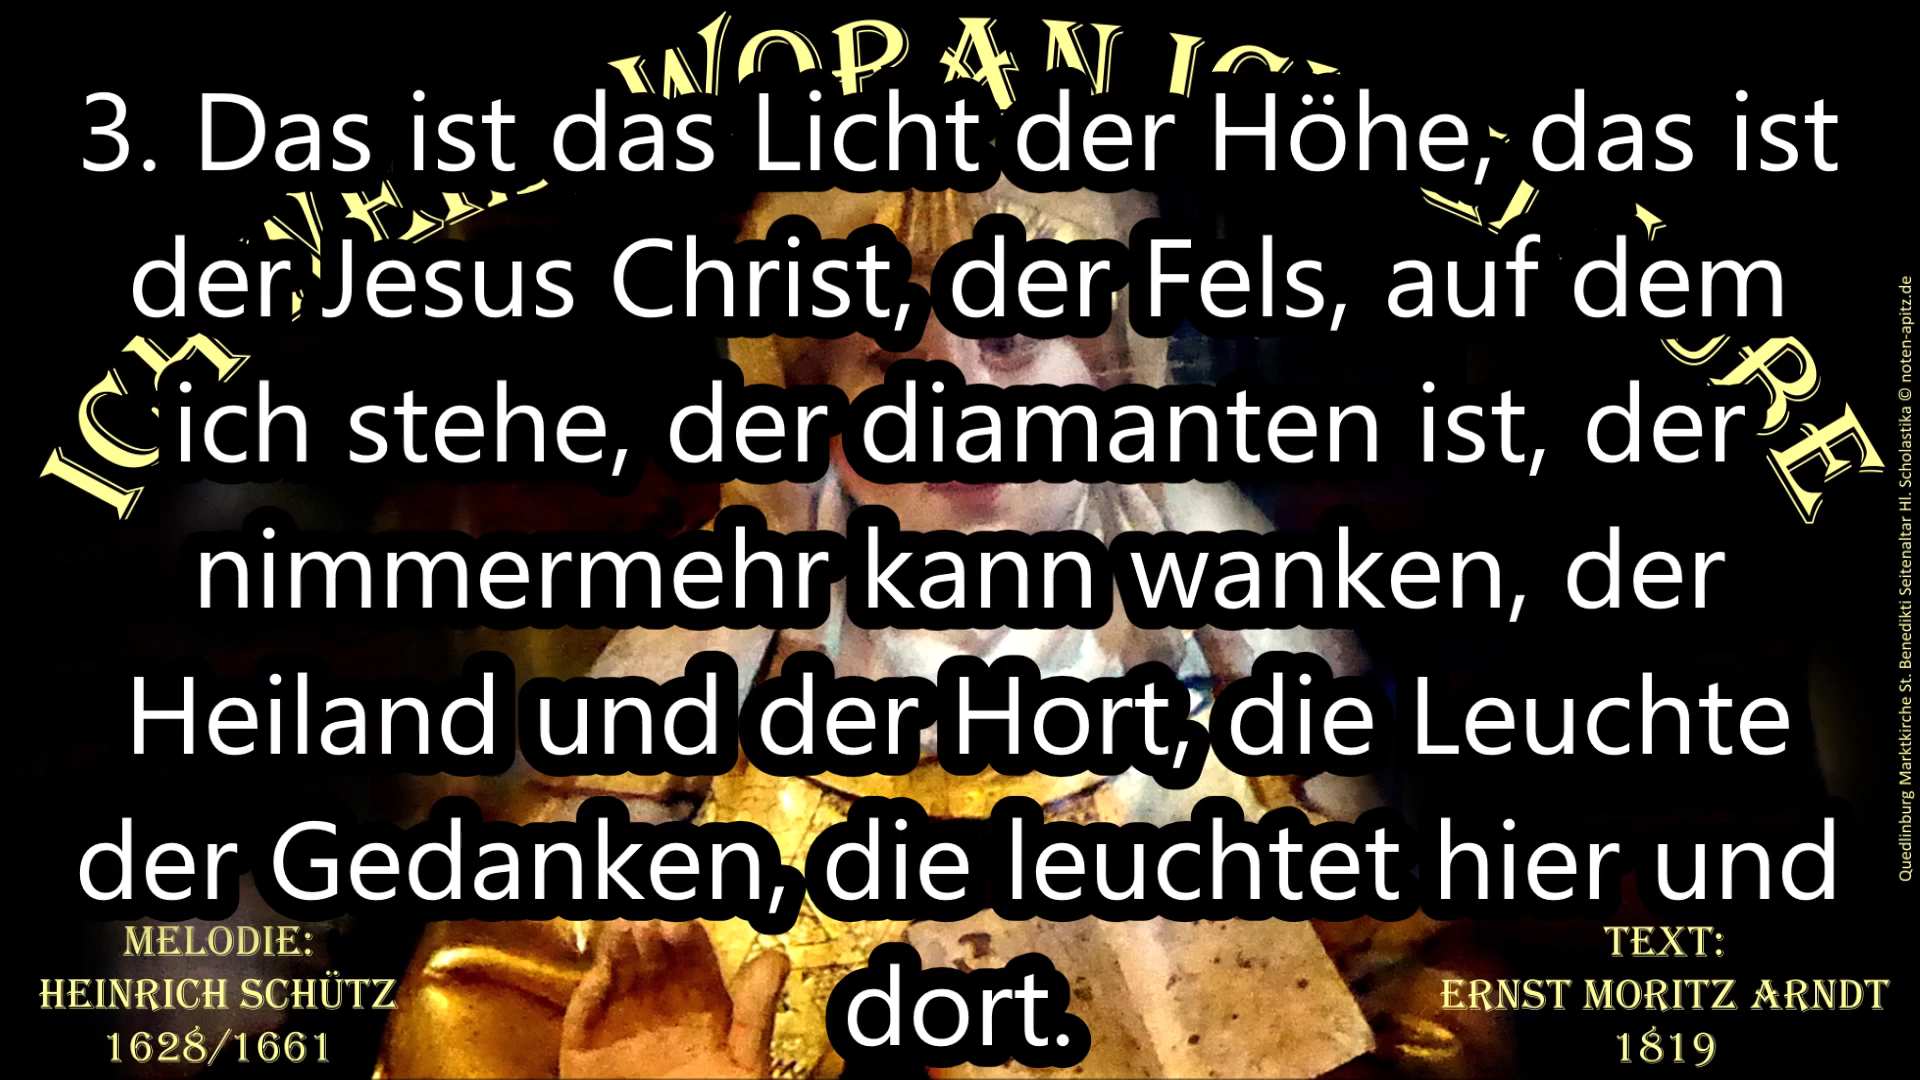 ICH WORAN
3. Das ist das Licht der Höhe, das ist
der Jesus Christ, der Fels, auf dem
ich stehe, der diamanten ist, der
nimmermehr kann wanken, der
Heiland und der Hort, die Leuchte
der Gedanken, die leuchtet hier und
dort.
MELODIE:
HEINRICH SCHÜTZ
1628/1661
TEXT:
ERNST MORITZ ARNDT
1819
Quedlinburg Marktkirche St. Benedikti Seitenaltar Hl. Scholastika © noten-apitz.de